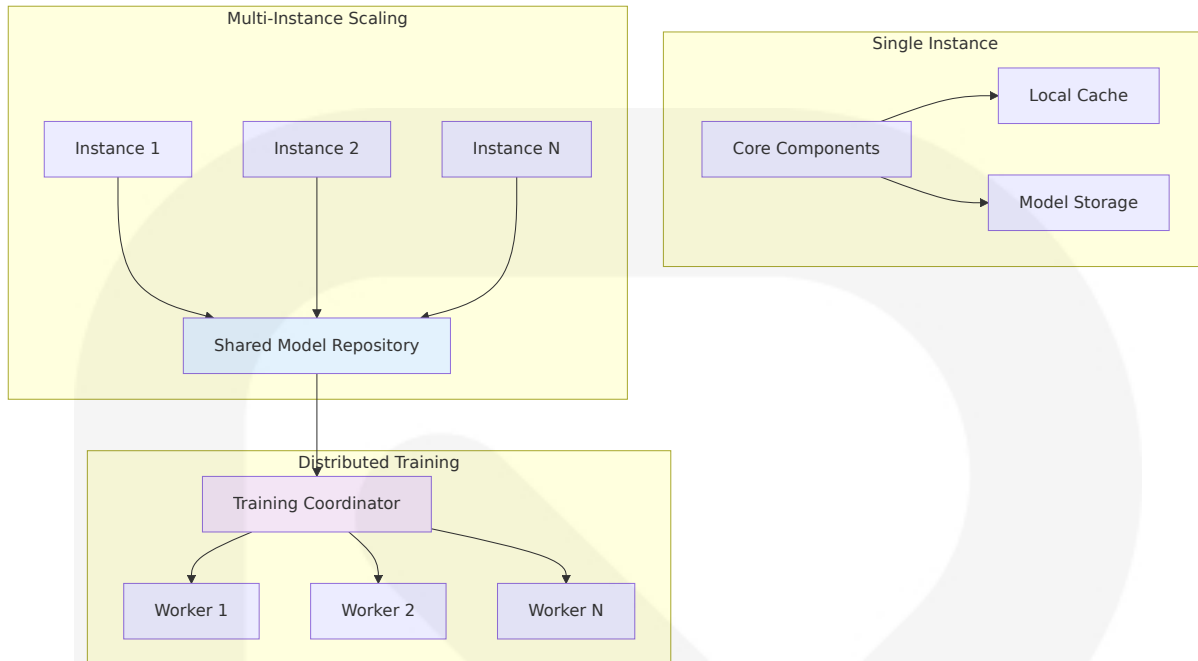 Multi-Instance Scaling
Instance 1
Instance 2
Instance N
Shared Model Repository
Single Instance
Core Components
Local Cache
Model Storage
Distributed Training
Training Coordinator
Worker 1
Worker 2
Worker N